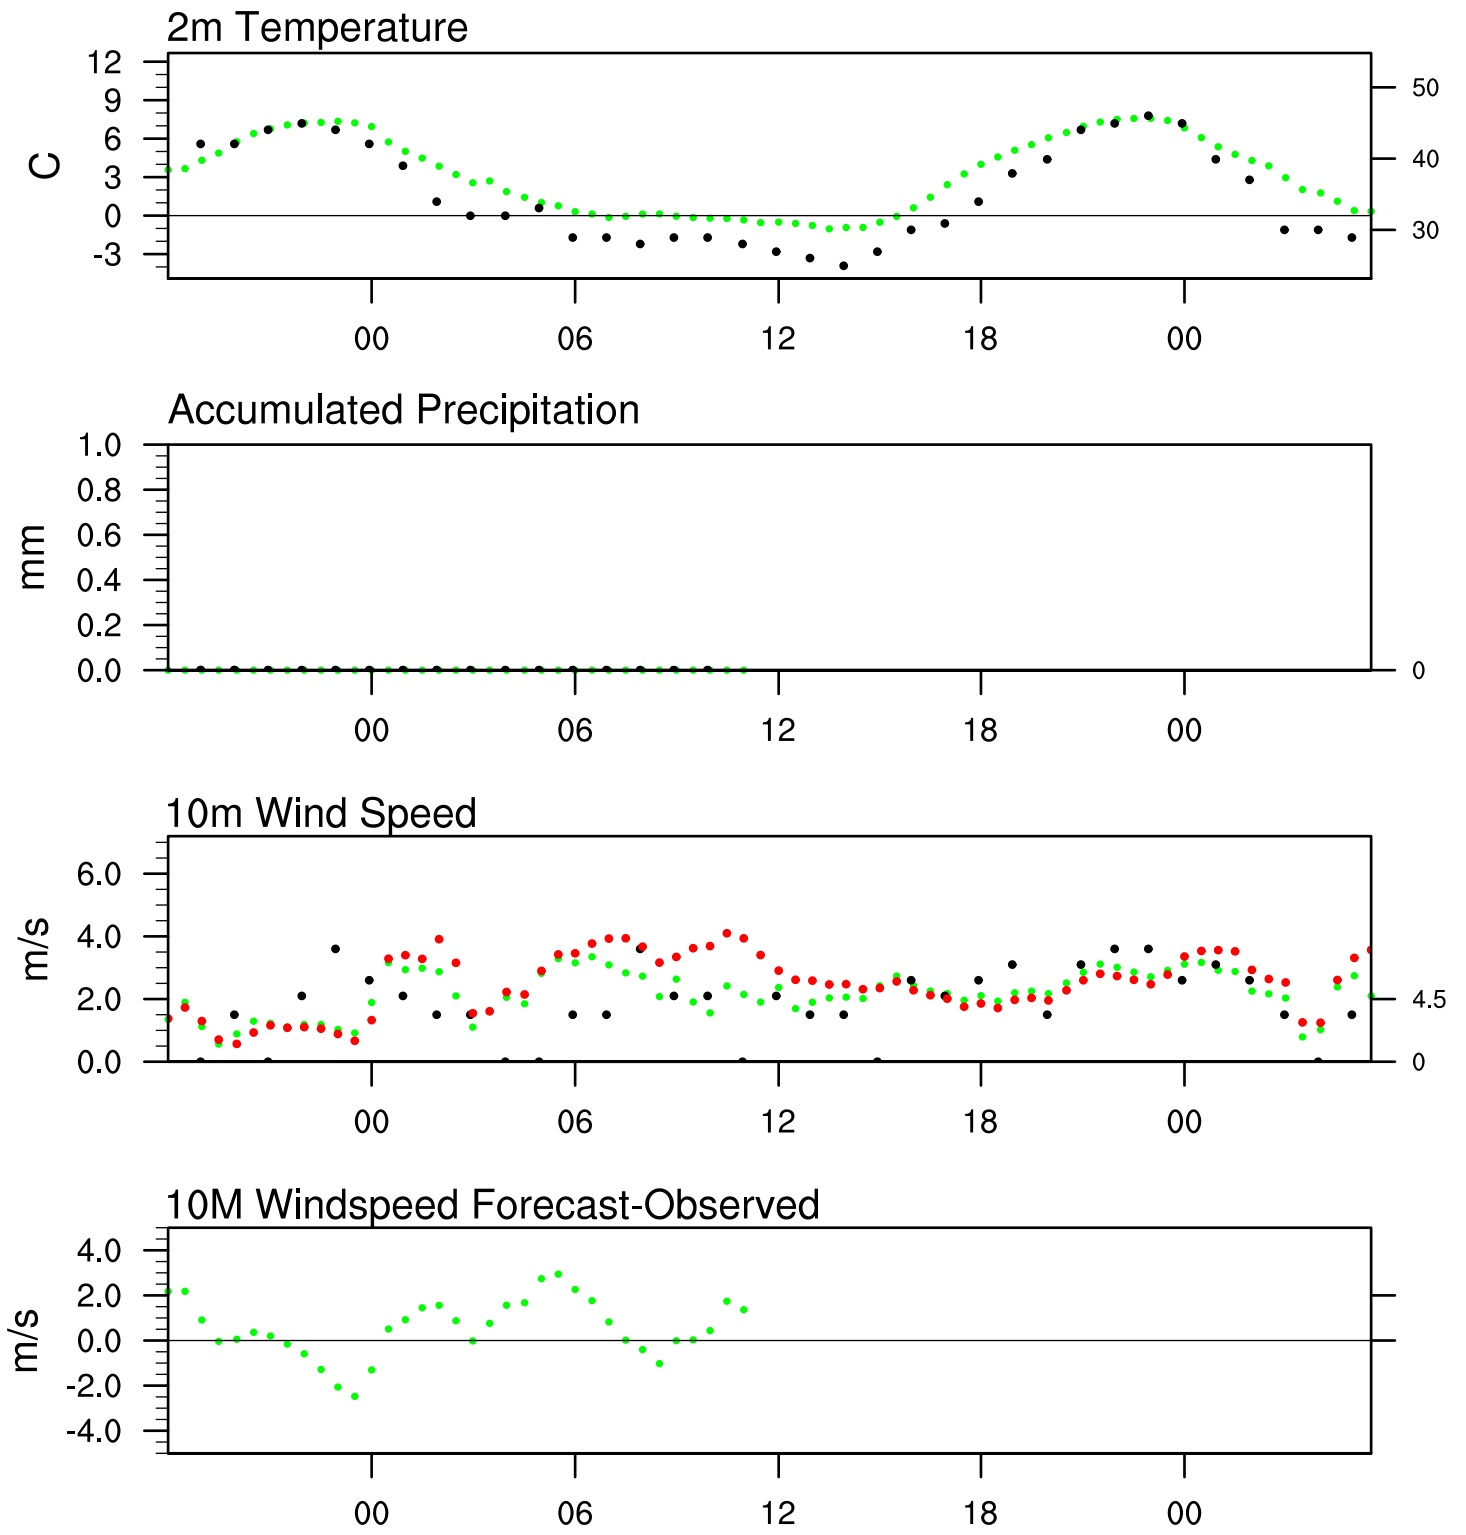 2m Temperature
12
9
6
3
0
-3
C
50
40
30
00 06 12 18 00
Accumulated Precipitation
1.0
0.8
0.6
0.4
0.2
0.0
mm
0
00 06 12 18 00
10m Wind Speed
6.0
4.0
2.0
0.0
m/s
4.5
0
00 06 12 18 00
10M Windspeed Forecast-Observed
4.0
2.0
0.0
-2.0
-4.0
m/s
00 06 12 18 00